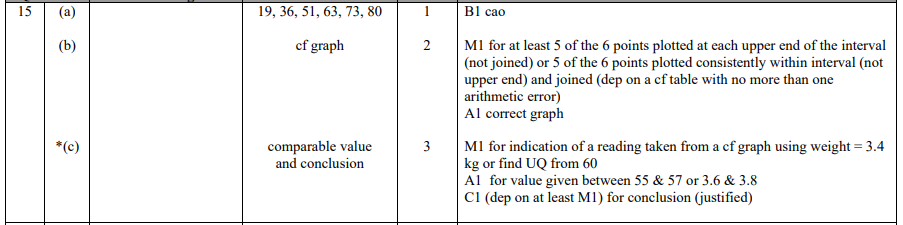 15 (a) 19, 36, 51, 63, 73, 80 1 B1 cao
(b) cf graph 2 M1 for at least 5 of the 6 points plotted at each upper end of the interval
(not joined) or 5 of the 6 points plotted consistently within interval (not
upper end) and joined (dep on a cf table with no more than one
arithmetic error)
A1 correct graph
*(c) comparable value 3 M1 for indication of a reading taken from a cf graph using weight = 3.4
and conclusion kg or find UQ from 60
A1 for value given between 55 & 57 or 3.6 & 3.8
C1 (dep on at least M1) for conclusion (justified)